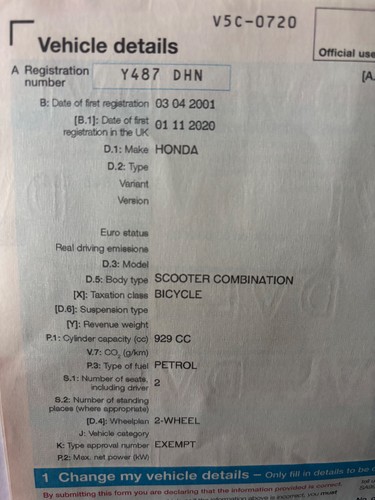 V5C-0720
Vehicle details
Official use
A Registration number Y487 DHN
[A.
B: Date of first registration 03 04 2001
[B.1]: Date of first registration in the UK 01 11 2020
D.1: Make HONDA
D.2: Type
Variant
Version
Euro status
Real driving emissions
D.3: Model
D.5: Body type SCOOTER COMBINATION
[X]: Taxation class BICYCLE
[D.6]: Suspension type
[Y]: Revenue weight
P.1: Cylinder capacity (cc) 929 CC
V.7: CO₂ (g/km)
P.3: Type of fuel PETROL
S.1: Number of seats, including driver 2
S.2: Number of standing places (where appropriate)
[D.4]: Wheelplan 2-WHEEL
J: Vehicle category
K: Type approval number EXEMPT
P.2: Max. net power (kW)
1 Change my vehicle details – Only fill in details to be c
By submitting this form you are declaring that the information provided is correct.